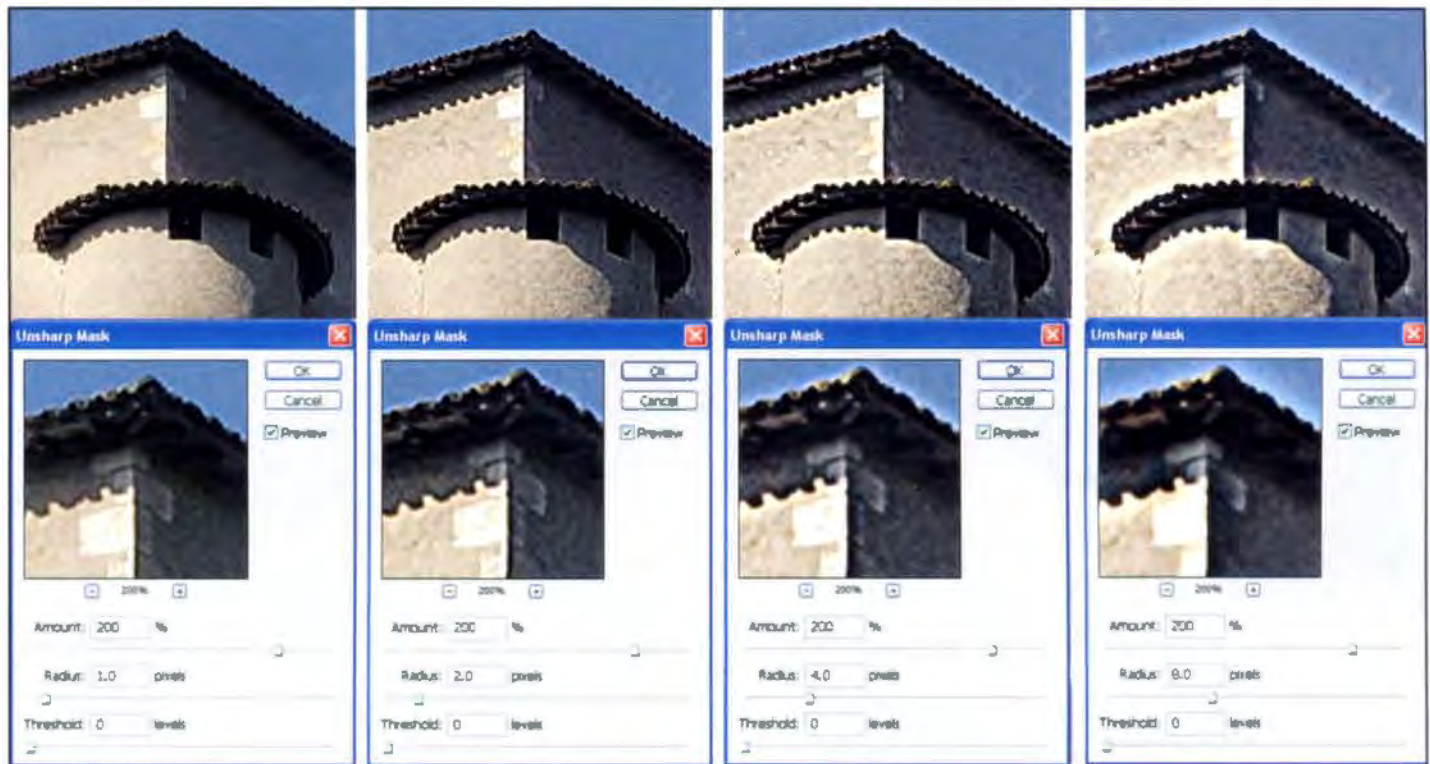 Unsharp Mask
OK
Cancel
Preview
200%
Amount: 200 %
Radius: 1.0 pixels
Threshold: 0 levels
Unsharp Mask
OK
Cancel
Preview
200%
Amount: 200 %
Radius: 2.0 pixels
Threshold: 0 levels
Unsharp Mask
OK
Cancel
Preview
200%
Amount: 200 %
Radius: 4.0 pixels
Threshold: 0 levels
Unsharp Mask
OK
Cancel
Preview
200%
Amount: 200 %
Radius: 8.0 pixels
Threshold: 0 levels